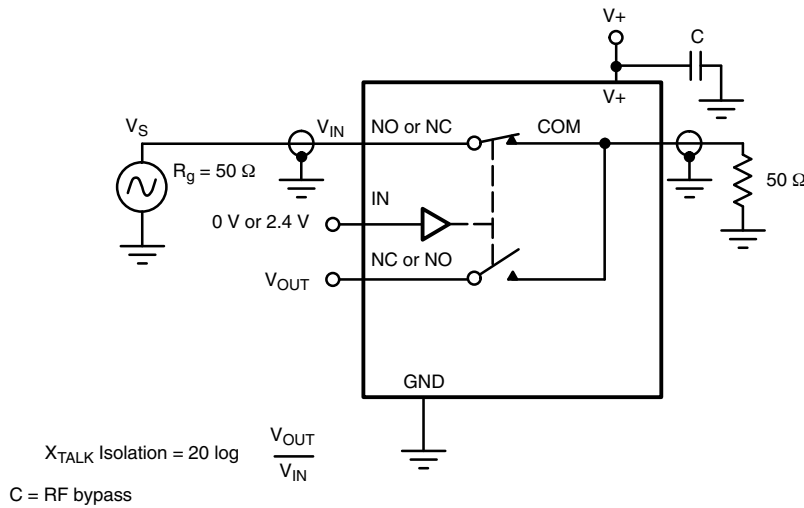 V+
C
V+
VS
VIN
NO or NC
COM
Rg = 50 Ω
50 Ω
IN
0 V or 2.4 V
NC or NO
VOUT
GND
XTALK Isolation = 20 log VOUT
VIN
C = RF bypass